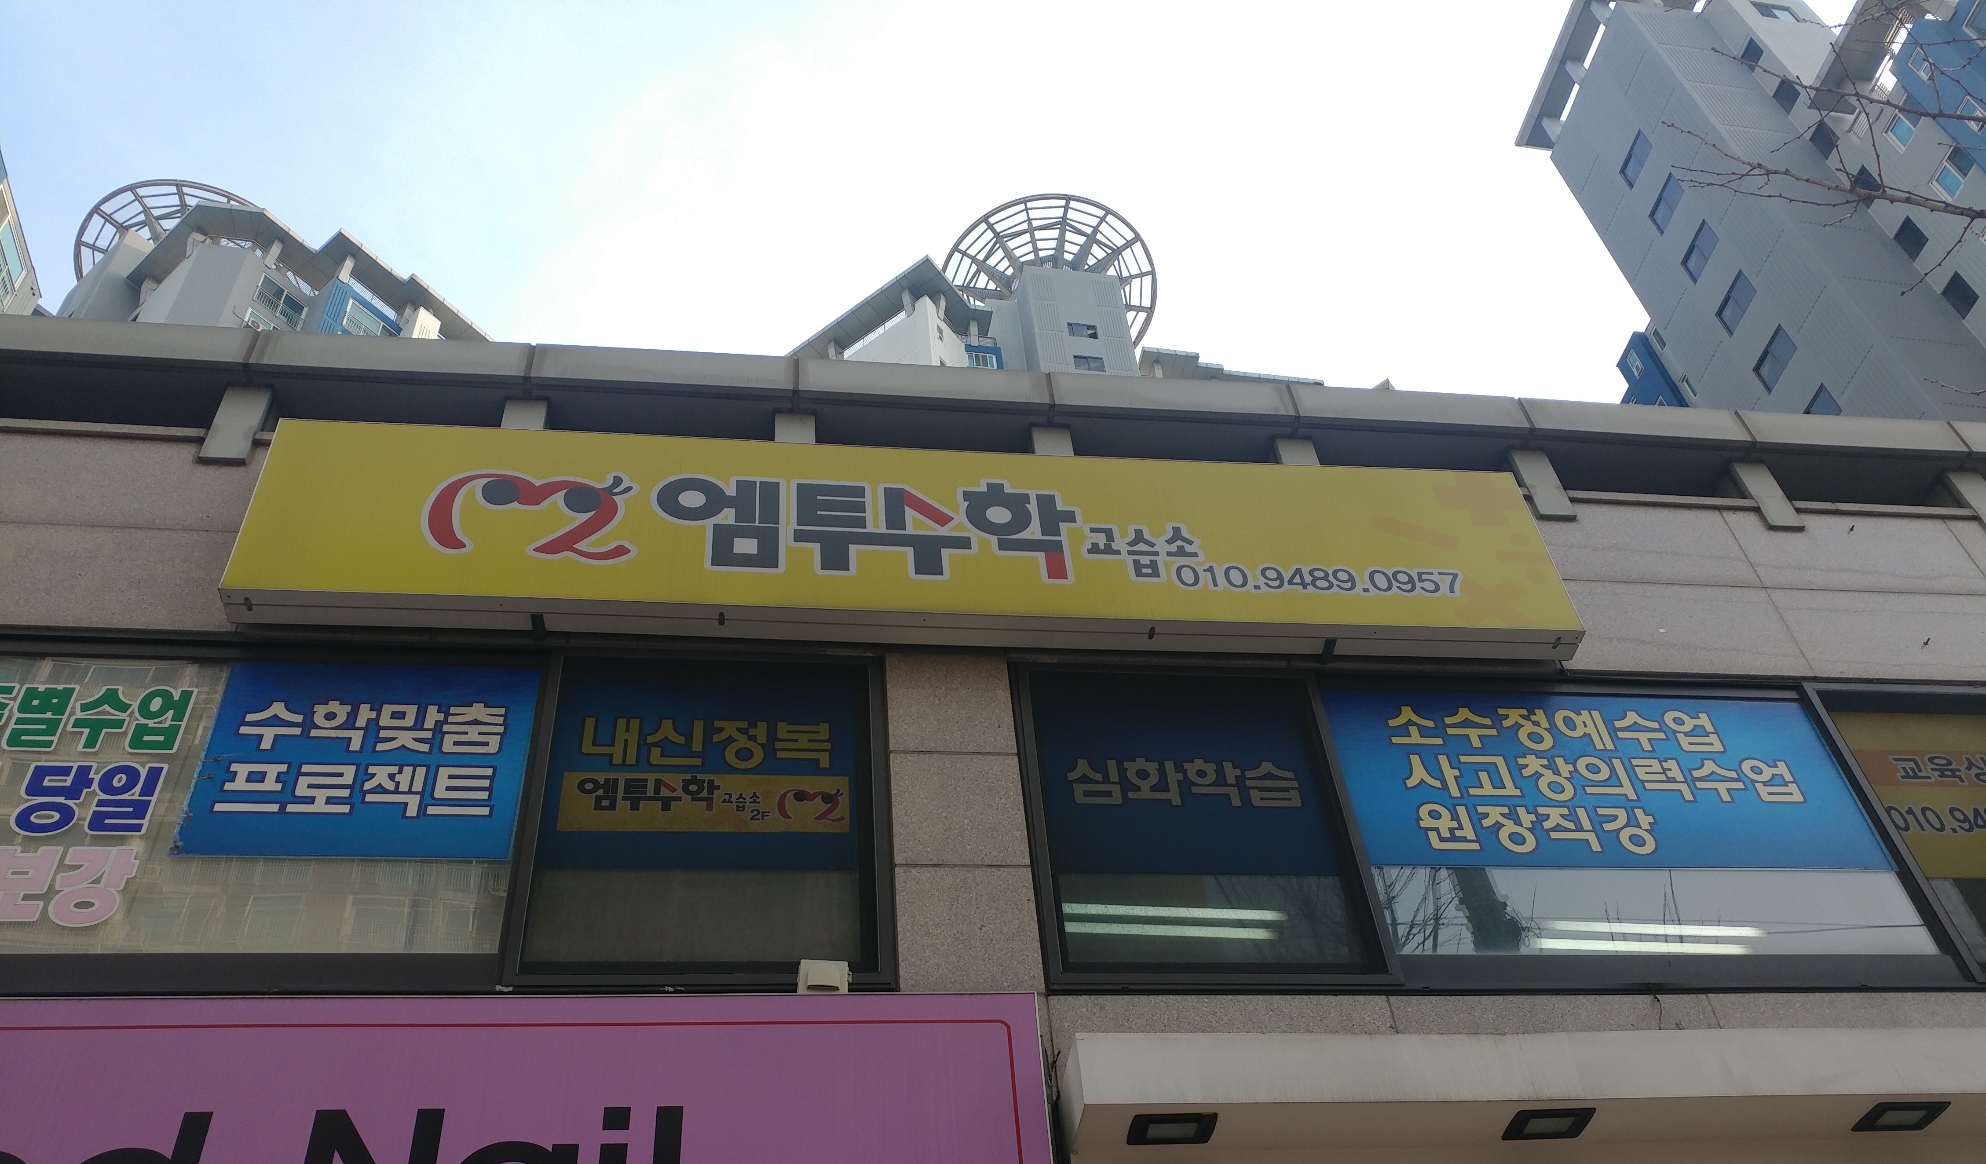 엠투수학 교습소
010.9489.0957
별수업
당일
보강
수학맞춤
프로젝트
내신정복
엠투수학 교습소
2F
심화학습
소수정예수업
사고창의력수업
원장직강
교육상
010.94
Nail